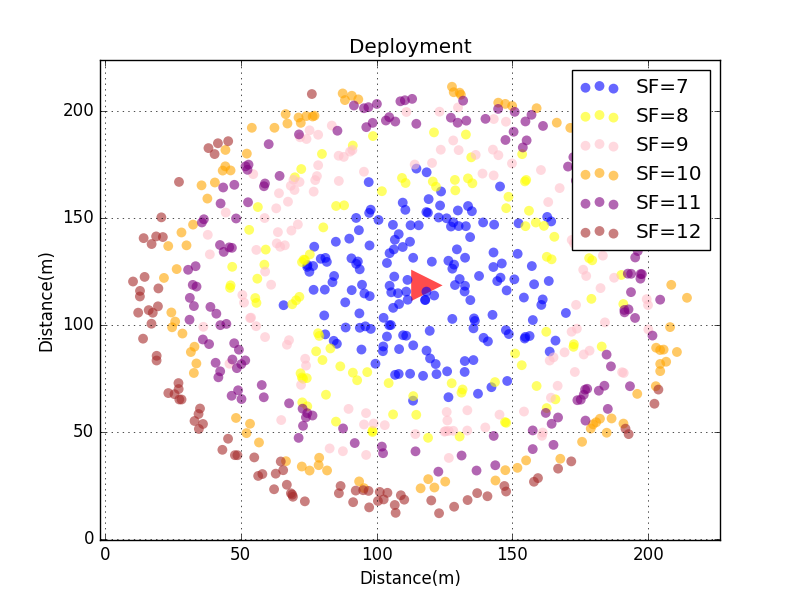 Deployment
SF=7
SF=8
SF=9
SF=10
SF=11
SF=12
200
150
100
50
0
Distance(m)
0 50 100 150 200
Distance(m)